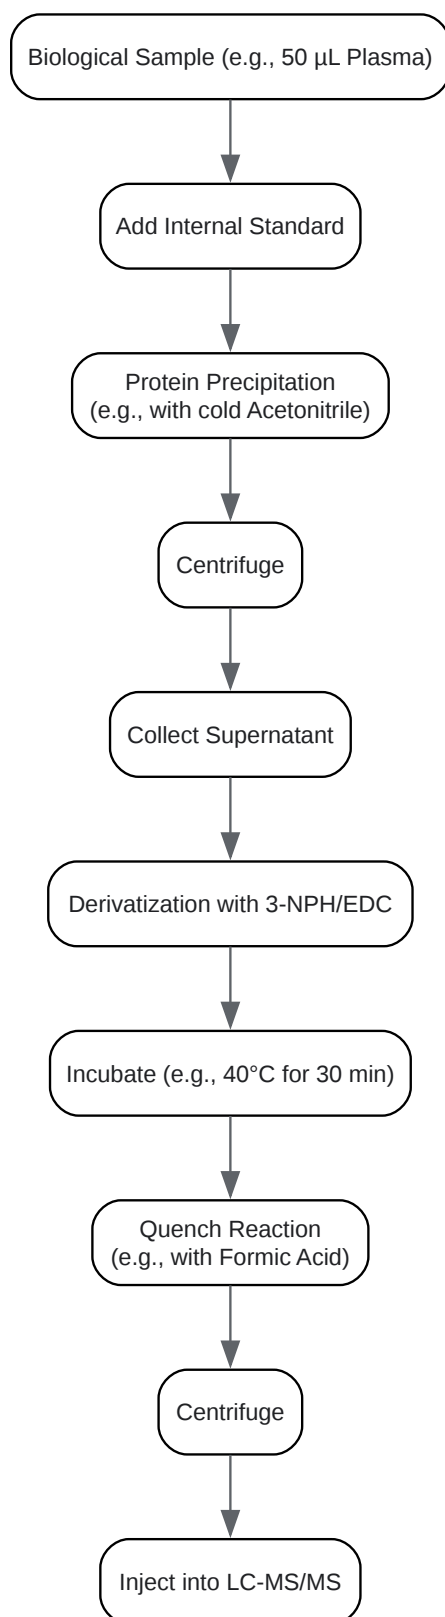 Biological Sample (e.g., 50 µL Plasma)
Add Internal Standard
Protein Precipitation
(e.g., with cold Acetonitrile)
Centrifuge
Collect Supernatant
Derivatization with 3-NPH/EDC
Incubate (e.g., 40°C for 30 min)
Quench Reaction
(e.g., with Formic Acid)
Centrifuge
Inject into LC-MS/MS